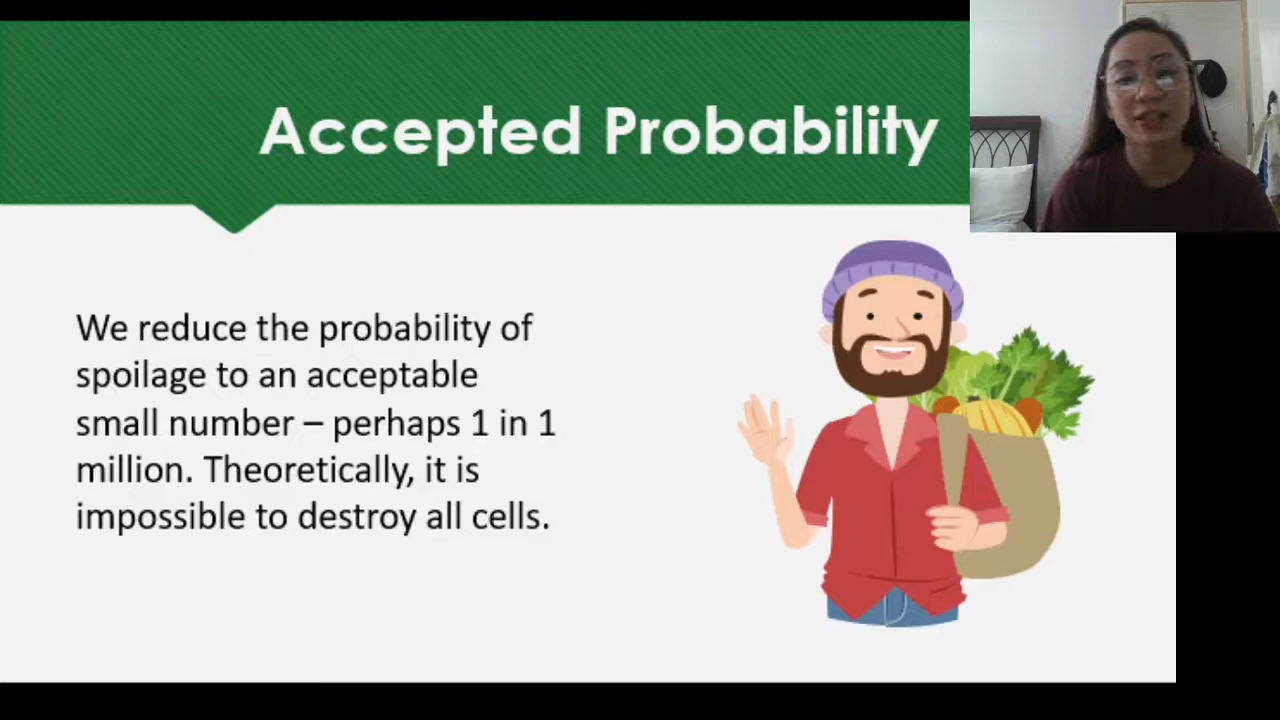 Accepted Probability
We reduce the probability of
spoilage to an acceptable
small number – perhaps 1 in 1
million. Theoretically, it is
impossible to destroy all cells.